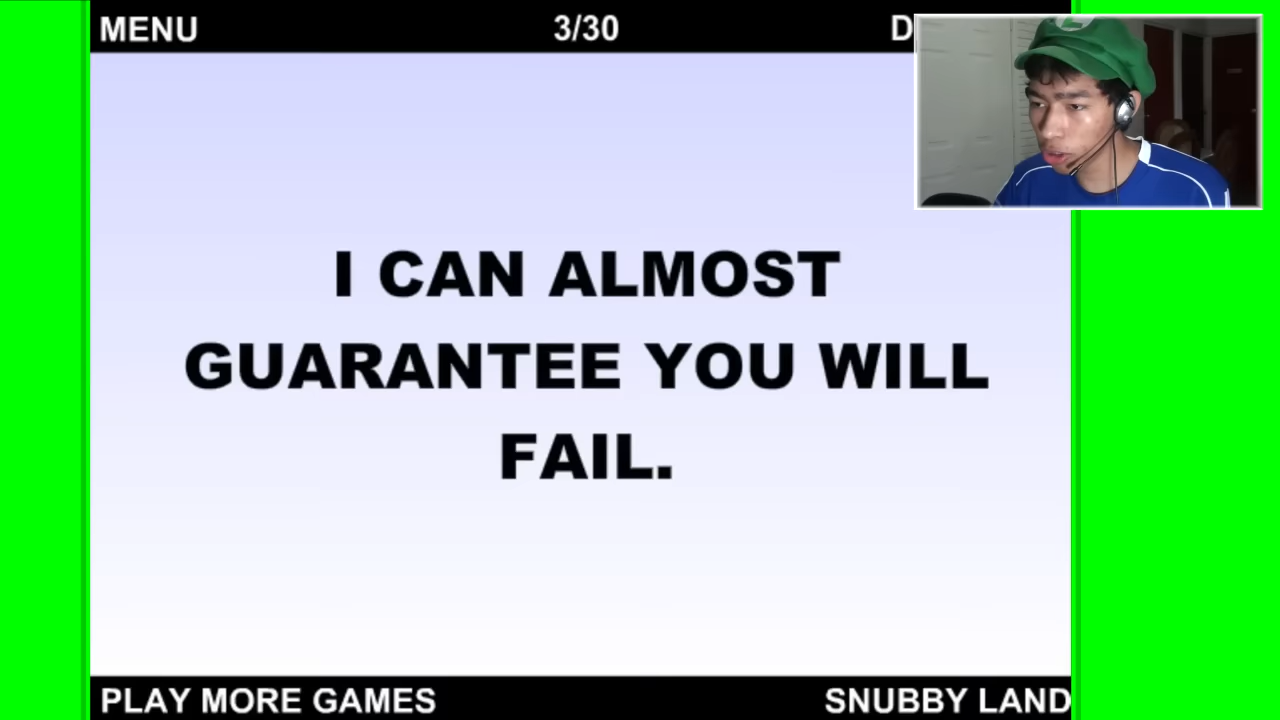 MENU
3/30
D
I CAN ALMOST
GUARANTEE YOU WILL
FAIL.
PLAY MORE GAMES
SNUBBY LAND